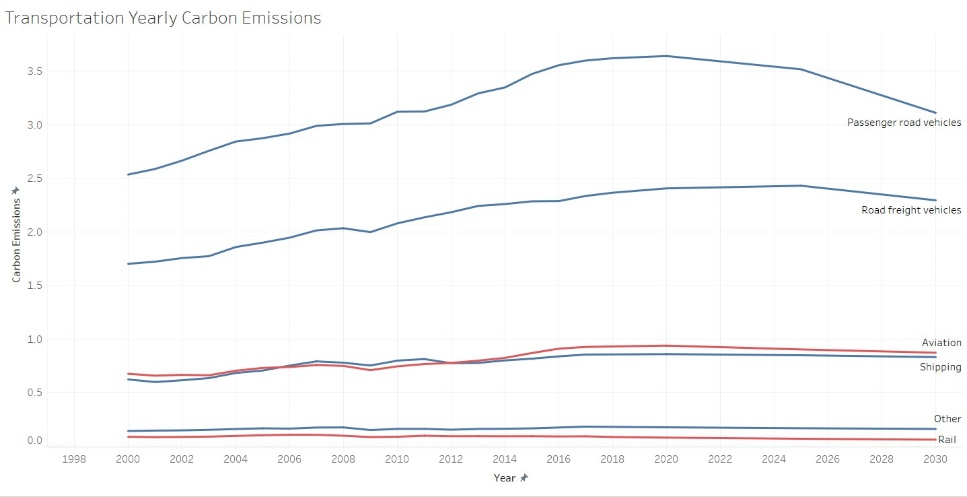 Transportation Yearly Carbon Emissions
3.5
3.0
2.5
2.0
1.5
1.0
0.5
0.0
Carbon Emissions
Passenger road vehicles
Road freight vehicles
Aviation
Shipping
Other
Rail
1998 2000 2002 2004 2006 2008 2010 2012 2014 2016 2018 2020 2022 2024 2026 2028 2030
Year